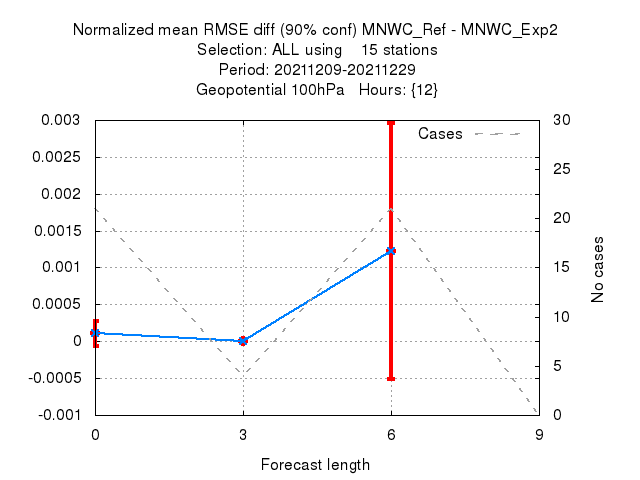 Normalized mean RMSE diff (90% conf) MNWC_Ref - MNWC_Exp2
Selection: ALL using    15 stations
Period: 20211209-20211229
Geopotential 100hPa   Hours: {12}
0.003
0.0025
0.002
0.0015
0.001
0.0005
0
-0.0005
-0.001
Cases
30
25
20
15
10
5
0
No cases
0 3 6 9
Forecast length